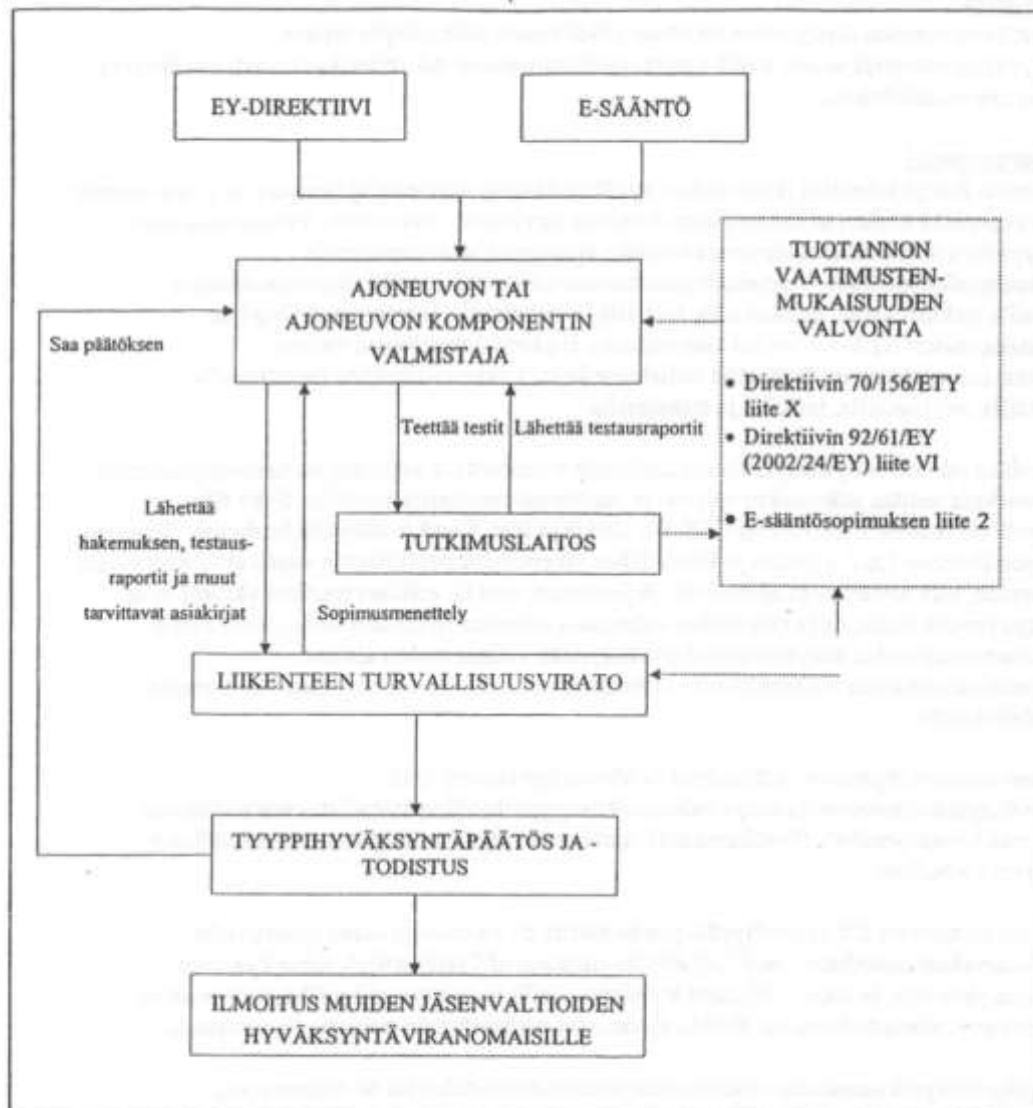 EY-DIREKTIIVI
E-SÄÄNTÖ
AJONEUVON TAI
AJONEUVON KOMPONENTIN
VALMISTAJA
TUOTANNON
VAATIMUSTEN-
MUKAISUUDEN
VALVONTA
• Direktiivin 70/156/ETY
liite X
• Direktiivin 92/61/EY
(2002/24/EY) liite VI
• E-sääntösopimuksen liite 2
Saa päätöksen
Teettää testit
Lähettää testausraportit
Lähettää
hakemuksen, testaus-
raportit ja muut
tarvittavat asiakirjat
TUTKIMUSLAITOS
Sopimusmenettely
LIIKENTEEN TURVALLISUUSVIRATO
TYYPPIHYVÄKSYNTÄPÄÄTÖS JA -
TODISTUS
ILMOITUS MUIDEN JÄSENVALTIOIDEN
HYVÄKSYNTÄVIRANOMAISILLE